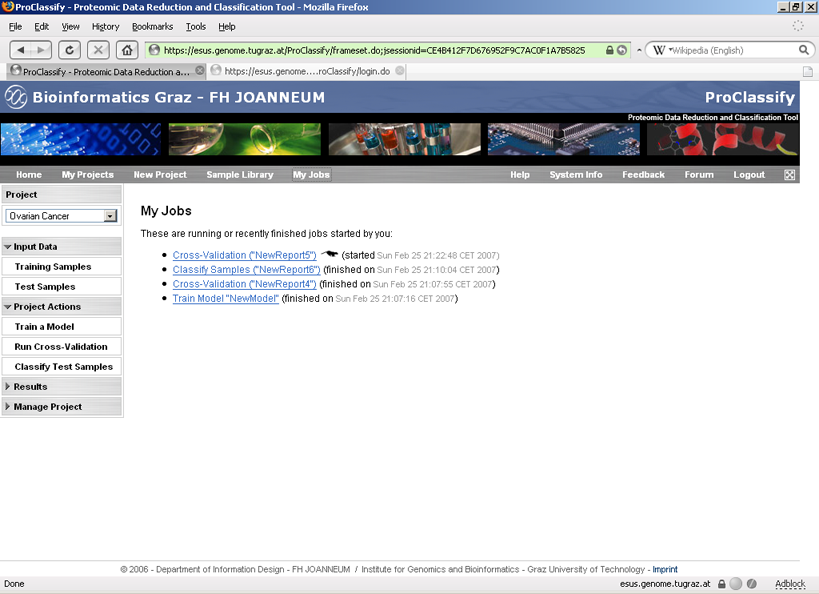 ProClassify - Proteomic Data Reduction and Classification Tool - Mozilla Firefox
File Edit View History Bookmarks Tools Help
https://esus.genome.tugraz.at/ProClassify/frameset.do;jsessionid=CE4B412F7D676952F9C7AC0F1A7B5825
W Wikipedia (English)
ProClassify - Proteomic Data Reduction a... https://esus.genome....roClassify/login.do
Bioinformatics Graz - FH JOANNEUM ProClassify
Proteomic Data Reduction and Classification Tool
Home My Projects New Project Sample Library My Jobs Help System Info Feedback Forum Logout
Project
Ovarian Cancer
Input Data
Training Samples
Test Samples
Project Actions
Train a Model
Run Cross-Validation
Classify Test Samples
Results
Manage Project
My Jobs
These are running or recently finished jobs started by you:
• Cross-Validation ("NewReport5") (started Sun Feb 25 21:22:48 CET 2007)
• Classify Samples ("NewReport6") (finished on Sun Feb 25 21:10:04 CET 2007)
• Cross-Validation ("NewReport4") (finished on Sun Feb 25 21:07:55 CET 2007)
• Train Model "NewModel" (finished on Sun Feb 25 21:07:16 CET 2007)
© 2006 - Department of Information Design - FH JOANNEUM / Institute for Genomics and Bioinformatics - Graz University of Technology - Imprint
Done esus.genome.tugraz.at Adblock